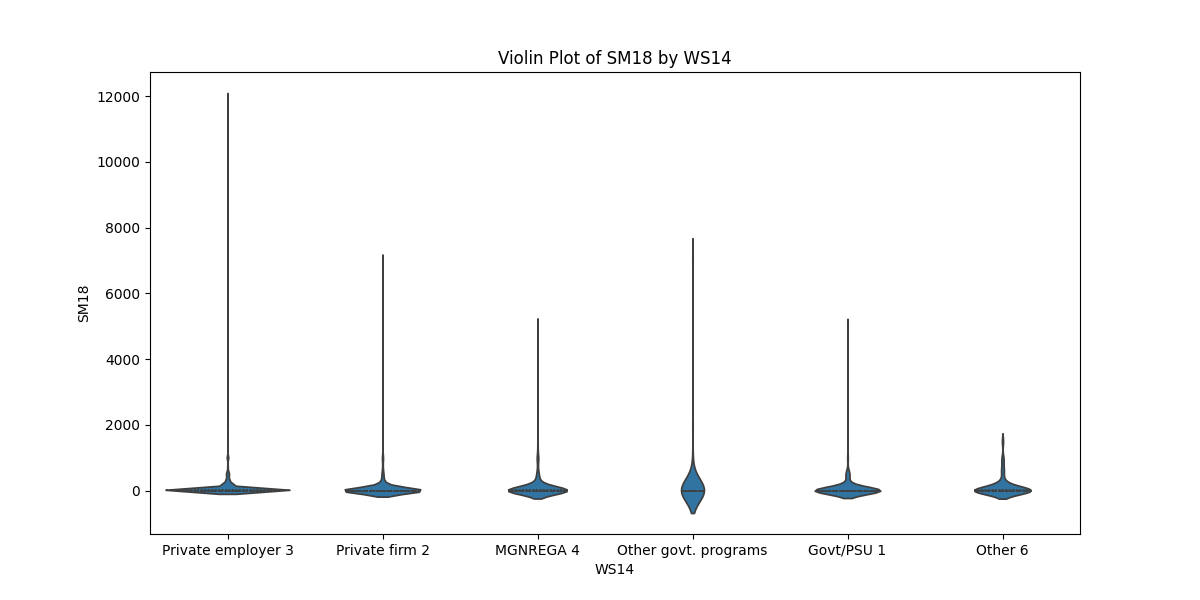 Violin Plot of SM18 by WS14
12000
10000
8000
6000
4000
2000
0
SM18
Private employer 3 Private firm 2 MGNREGA 4 Other govt. programs Govt/PSU 1 Other 6
WS14